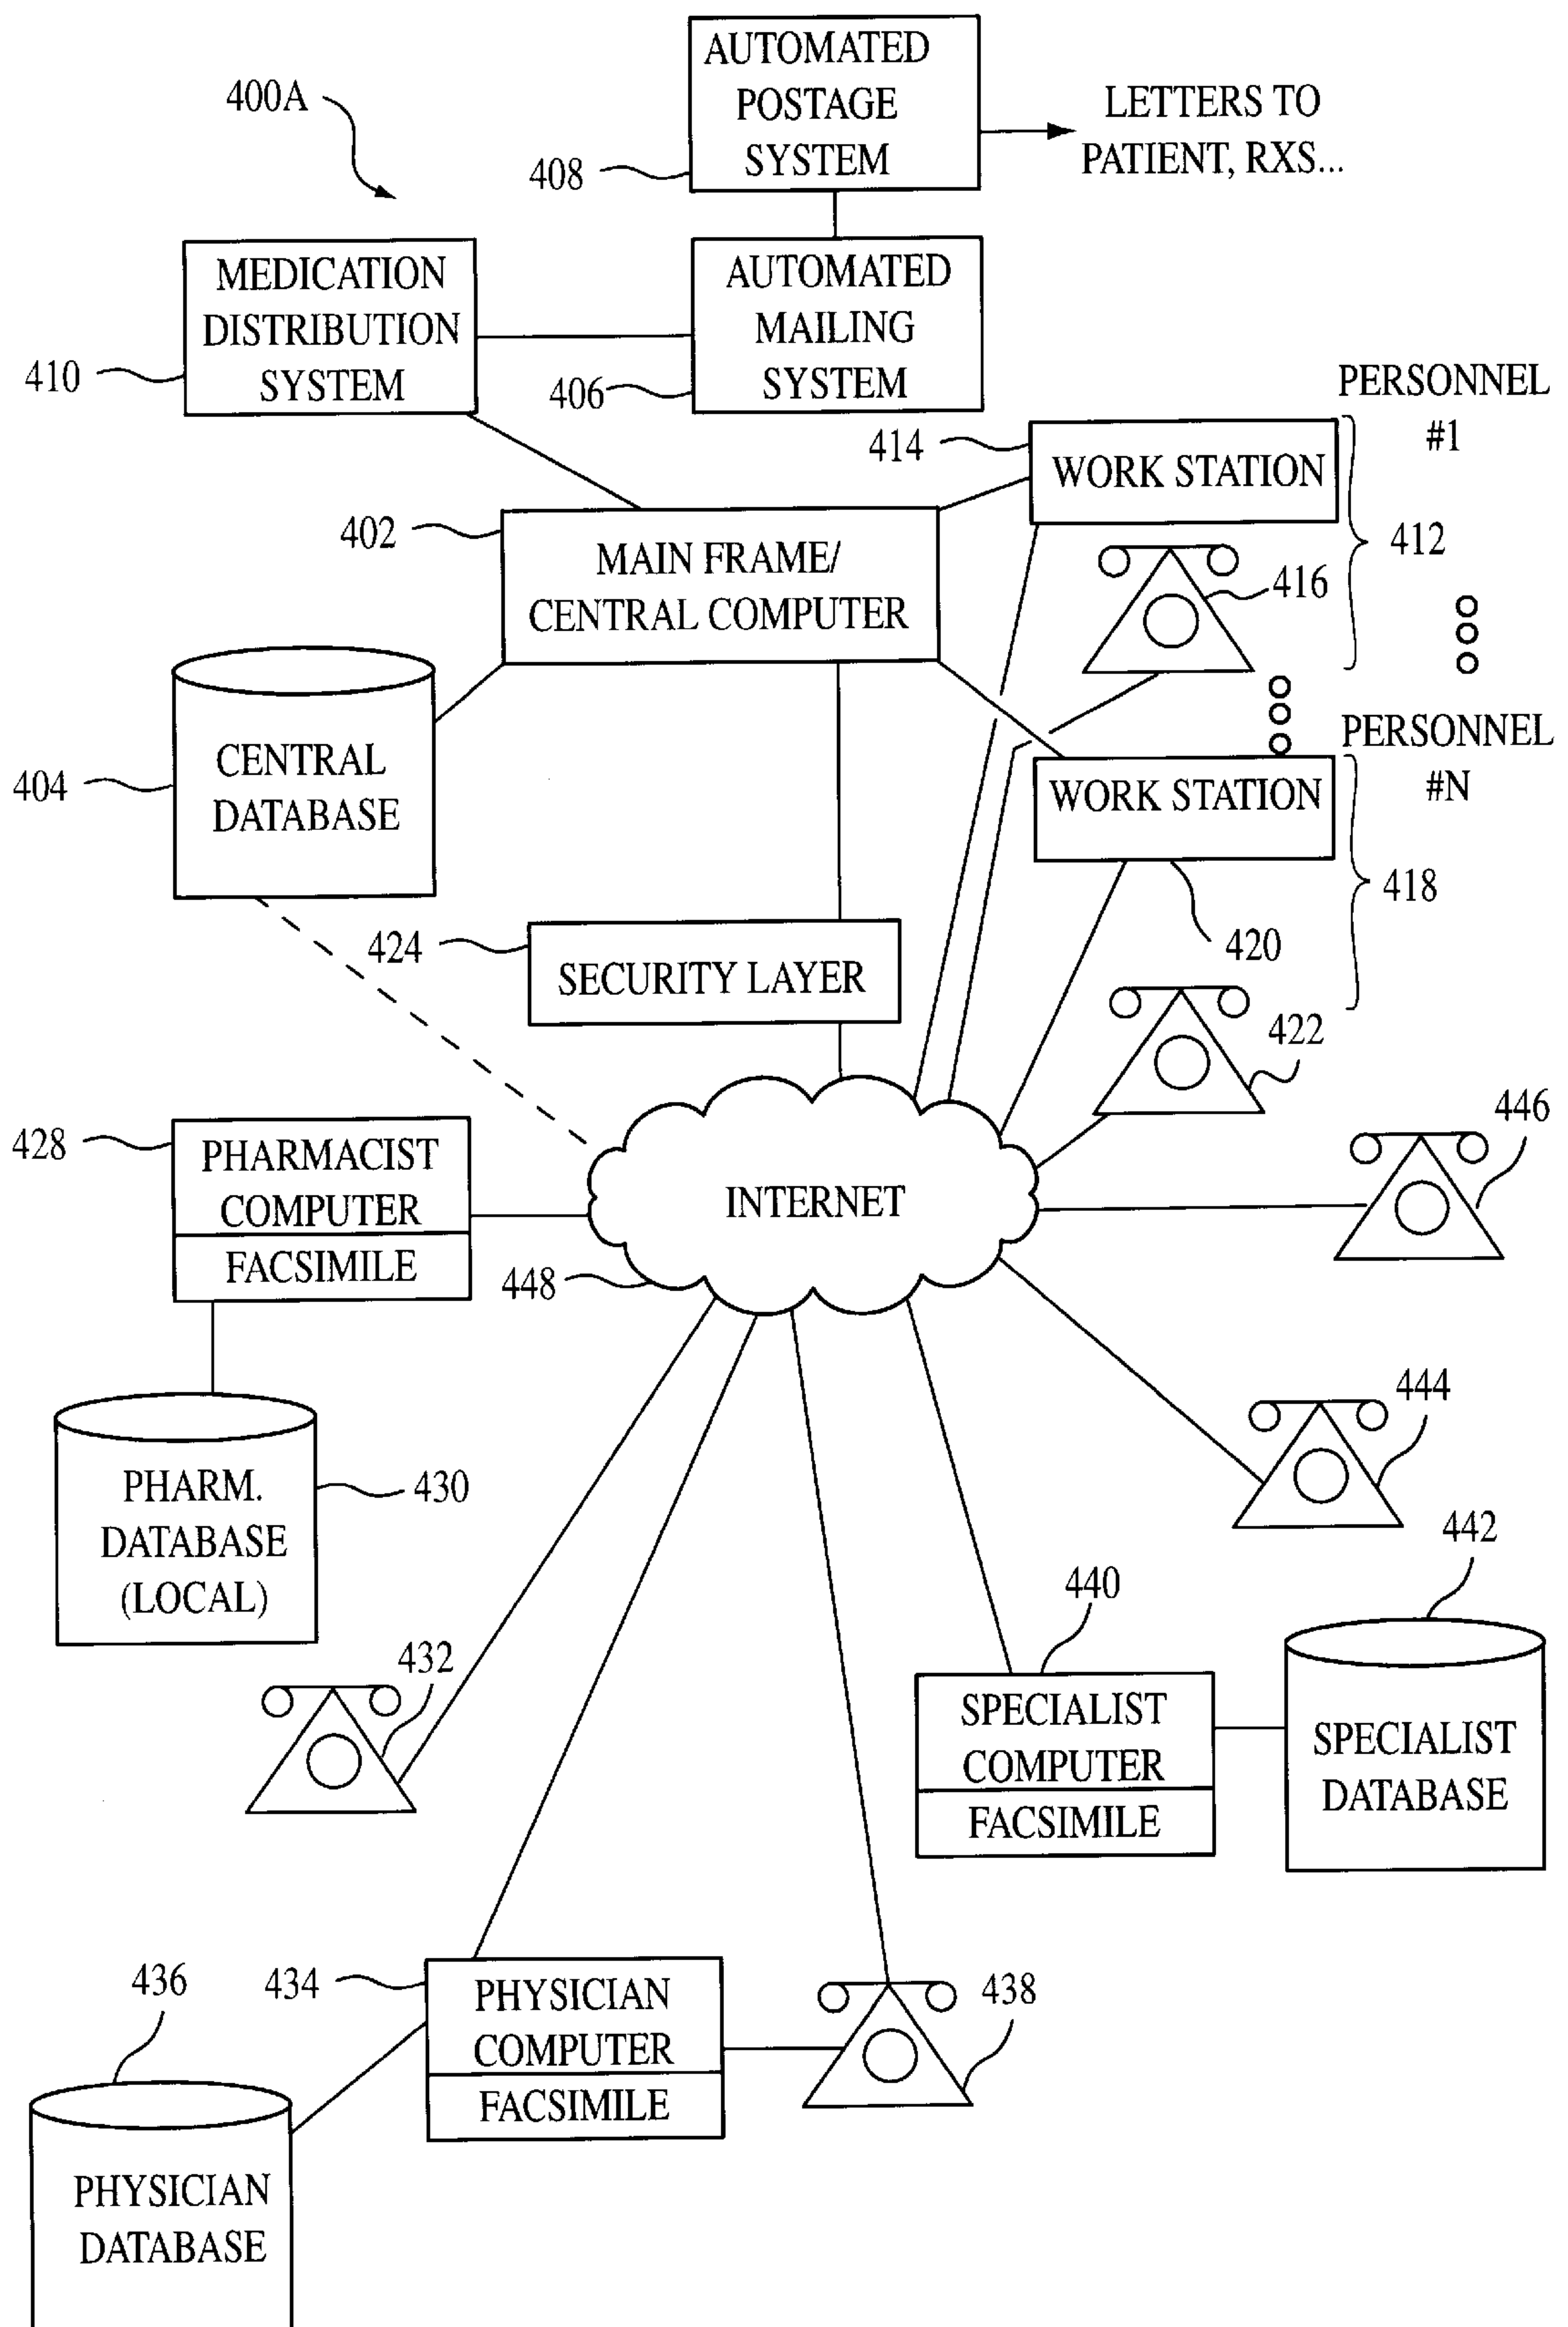 AUTOMATED
POSTAGE
SYSTEM
400A
LETTERS TO
PATIENT, RXS...
408
MEDICATION
DISTRIBUTION
SYSTEM
AUTOMATED
MAILING
SYSTEM
410
406
PERSONNEL
#1
414
WORK STATION
402
MAIN FRAME/
CENTRAL COMPUTER
412
416
CENTRAL
DATABASE
404
PERSONNEL
#N
WORK STATION
418
424
SECURITY LAYER
420
422
446
428
PHARMACIST
COMPUTER
FACSIMILE
INTERNET
448
444
PHARM.
DATABASE
(LOCAL)
430
442
440
432
SPECIALIST
COMPUTER
FACSIMILE
SPECIALIST
DATABASE
436
434
PHYSICIAN
COMPUTER
FACSIMILE
438
PHYSICIAN
DATABASE